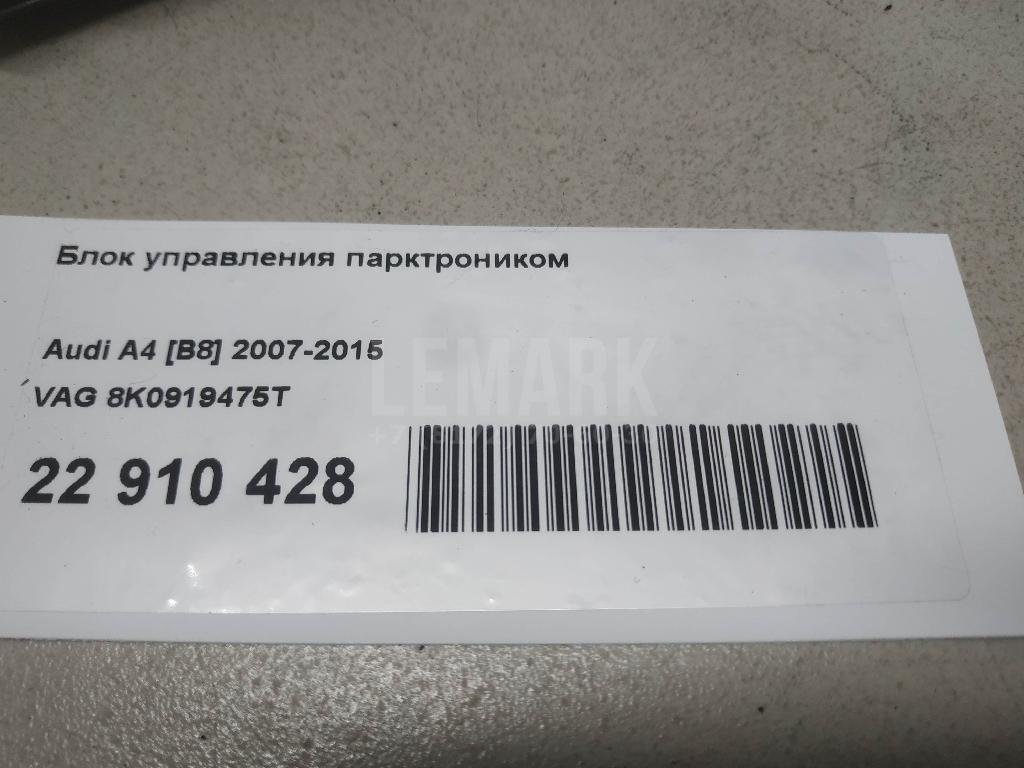 Блок управления парктроником
Audi A4 [B8] 2007-2015
LEMARK
VAG 8K0919475T
22 910 428